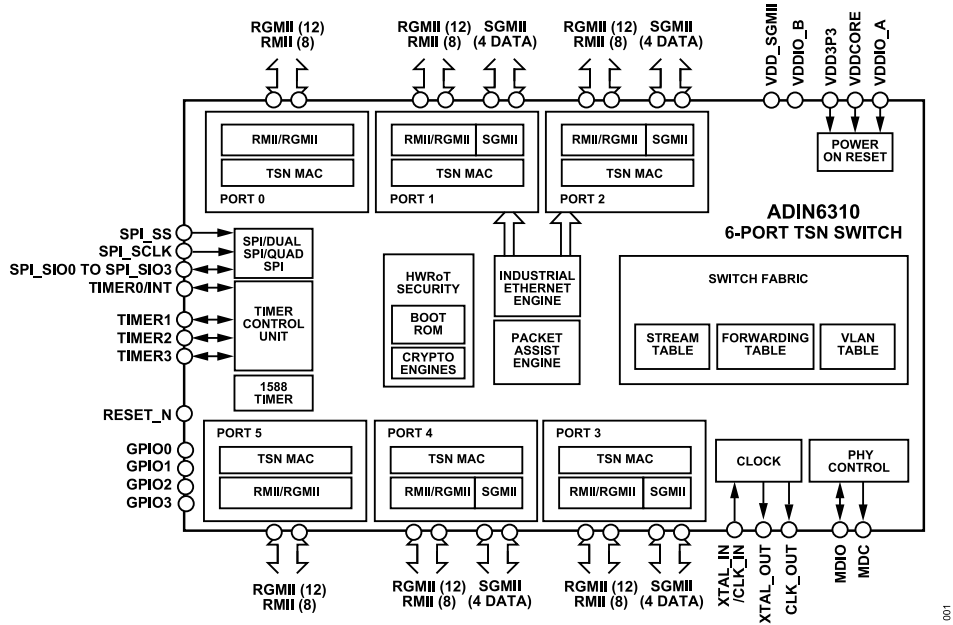 RGMII (12)
RMII (8)
RGMII (12)
RMII (8)
SGMII
(4 DATA)
RGMII (12)
RMII (8)
SGMII
(4 DATA)
VDD_SGMII
VDDIO_B
VDD3P3
VDDCORE
VDDIO_A
RMII/RGMII
TSN MAC
PORT 0
RMII/RGMII
SGMII
TSN MAC
PORT 1
RMII/RGMII
SGMII
TSN MAC
PORT 2
POWER
ON RESET
ADIN6310
6-PORT TSN SWITCH
SPI_SS
SPI_SCLK
SPI_SIO0 TO SPI_SIO3
TIMER0/INT
TIMER1
TIMER2
TIMER3
RESET_N
GPIO0
GPIO1
GPIO2
GPIO3
SPI/DUAL
SPI/QUAD
SPI
TIMER
CONTROL
UNIT
1588
TIMER
HWRoT
SECURITY
BOOT
ROM
CRYPTO
ENGINES
INDUSTRIAL
ETHERNET
ENGINE
PACKET
ASSIST
ENGINE
SWITCH FABRIC
STREAM
TABLE
FORWARDING
TABLE
VLAN
TABLE
PORT 5
TSN MAC
RMII/RGMII
PORT 4
TSN MAC
RMII/RGMII
SGMII
PORT 3
TSN MAC
RMII/RGMII
SGMII
CLOCK
PHY
CONTROL
RGMII (12)
RMII (8)
RGMII (12)
RMII (8)
SGMII
(4 DATA)
RGMII (12)
RMII (8)
SGMII
(4 DATA)
XTAL_IN
/CLK_IN
XTAL_OUT
CLK_OUT
MDIO
MDC
001